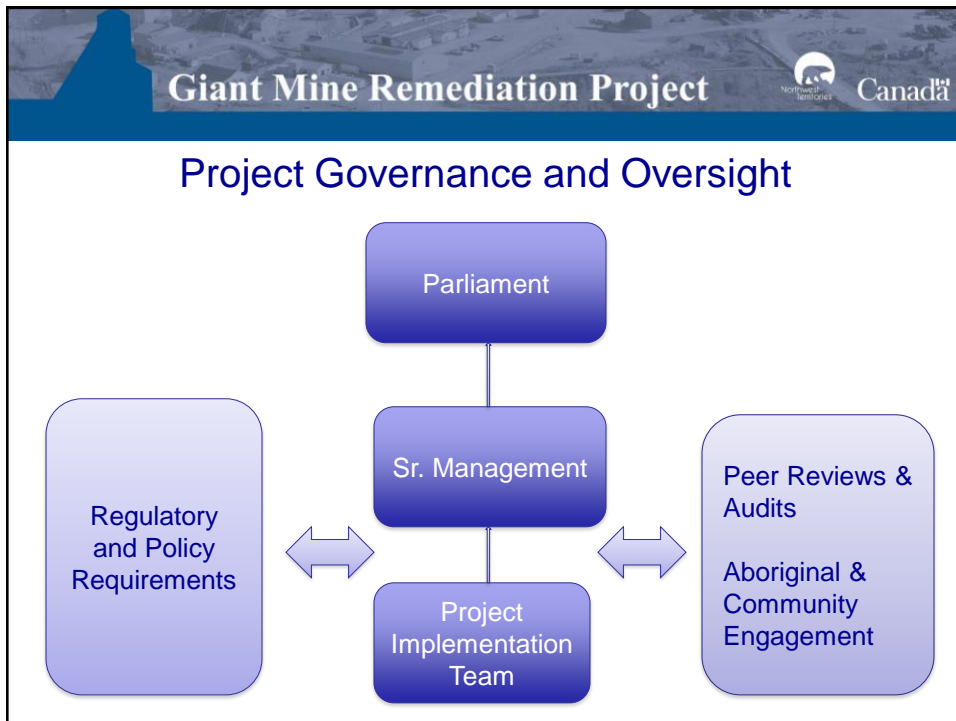 Giant Mine Remediation Project
Northwest
Territories
Canada
Project Governance and Oversight
Parliament
Sr. Management
Regulatory
and Policy
Requirements
Project
Implementation
Team
Peer Reviews &
Audits
Aboriginal &
Community
Engagement